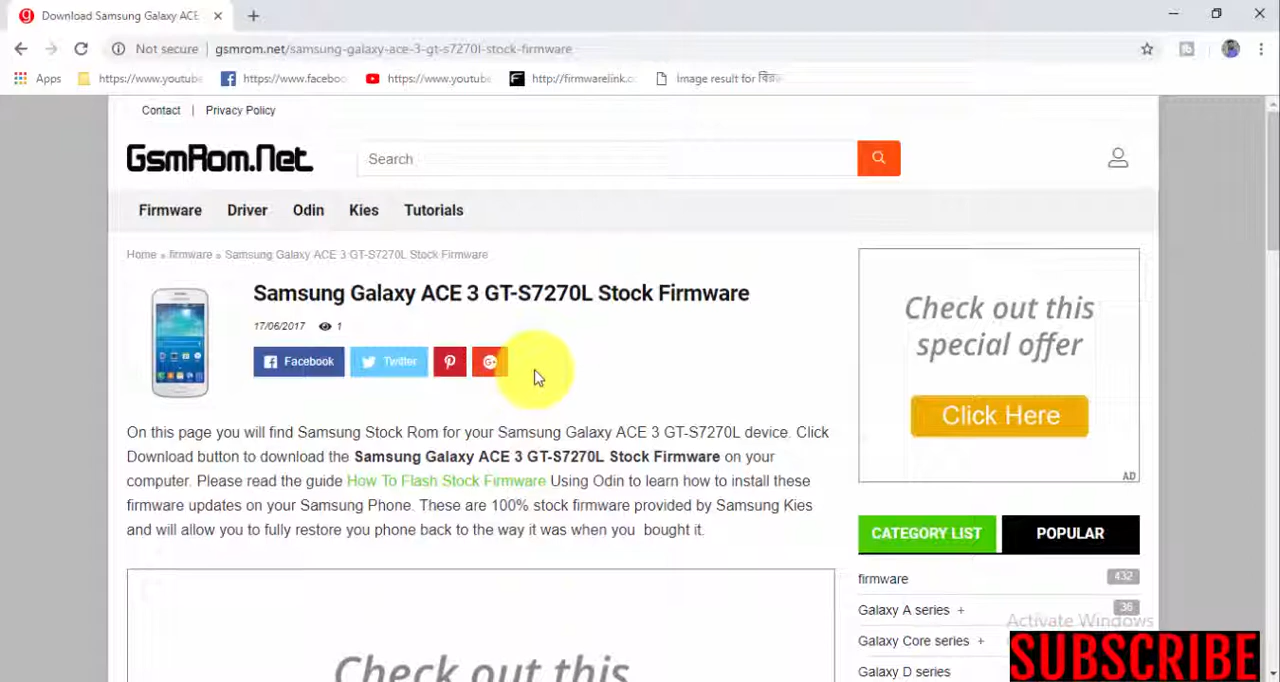 Download Samsung Galaxy ACE
Not secure | gsmrom.net/samsung-galaxy-ace-3-gt-s7270l-stock-firmware
Apps https://www.youtube https://www.faceboo https://www.youtube http://firmwarelink.c Image result for
Contact | Privacy Policy
GsmRom.Net
Search
Firmware Driver Odin Kies Tutorials
Home » firmware » Samsung Galaxy ACE 3 GT-S7270L Stock Firmware
Samsung Galaxy ACE 3 GT-S7270L Stock Firmware
17/06/2017 1
Facebook Twitter
On this page you will find Samsung Stock Rom for your Samsung Galaxy ACE 3 GT-S7270L device. Click
Download button to download the Samsung Galaxy ACE 3 GT-S7270L Stock Firmware on your
computer. Please read the guide How To Flash Stock Firmware Using Odin to learn how to install these
firmware updates on your Samsung Phone. These are 100% stock firmware provided by Samsung Kies
and will allow you to fully restore you phone back to the way it was when you bought it.
Check out this
Check out this
special offer
Click Here
AD
CATEGORY LIST POPULAR
firmware 432
Galaxy A series + 36
Galaxy Core series +
Galaxy D series
Activate Windows
SUBSCRIBE